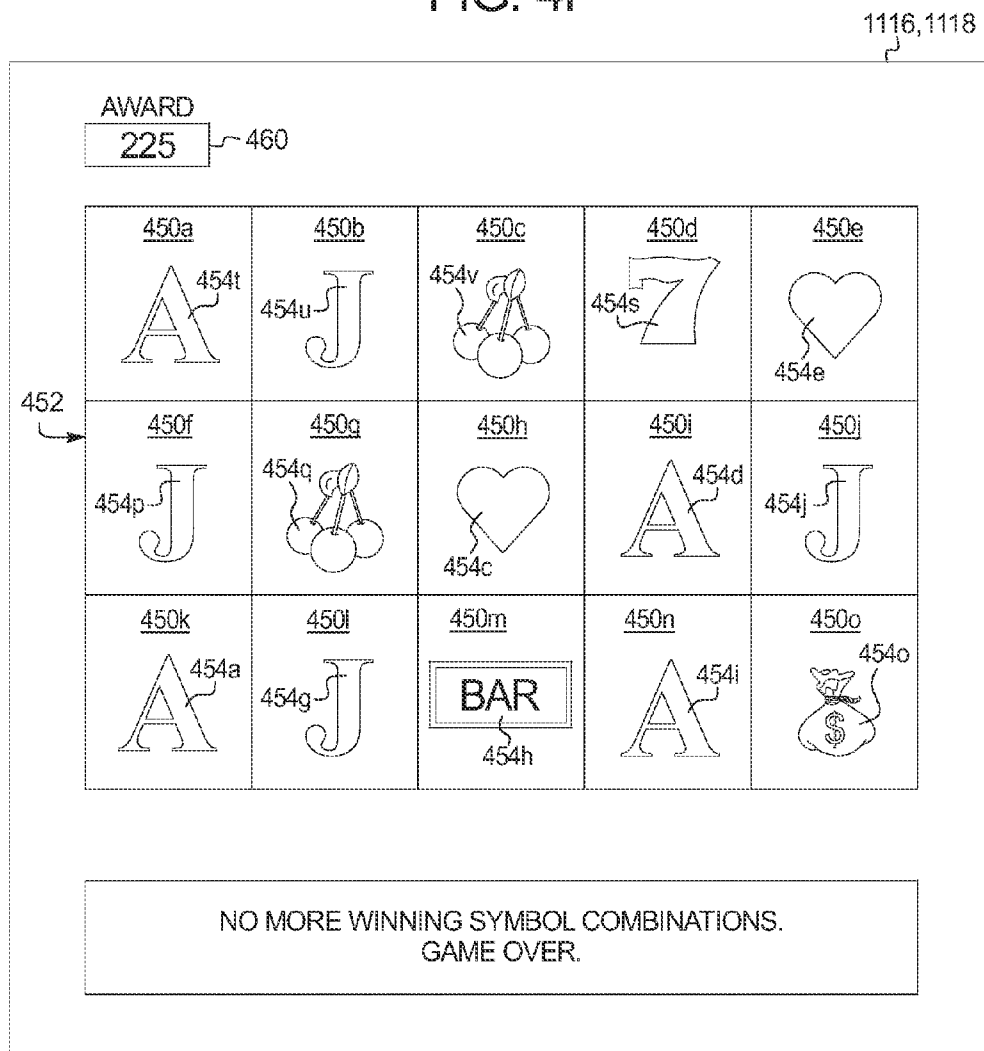 1116,1118
AWARD
225
460
450a 450b 450c 450d 450e
A 454t J 454u 454v 7 454s 454e
452
450f 450g 450h 450i 450j
J 454p 454q 454c A 454d J 454j
450k 450l 450m 450n 450o
A 454a J 454g BAR 454h A 454i $ 454o
NO MORE WINNING SYMBOL COMBINATIONS.
GAME OVER.